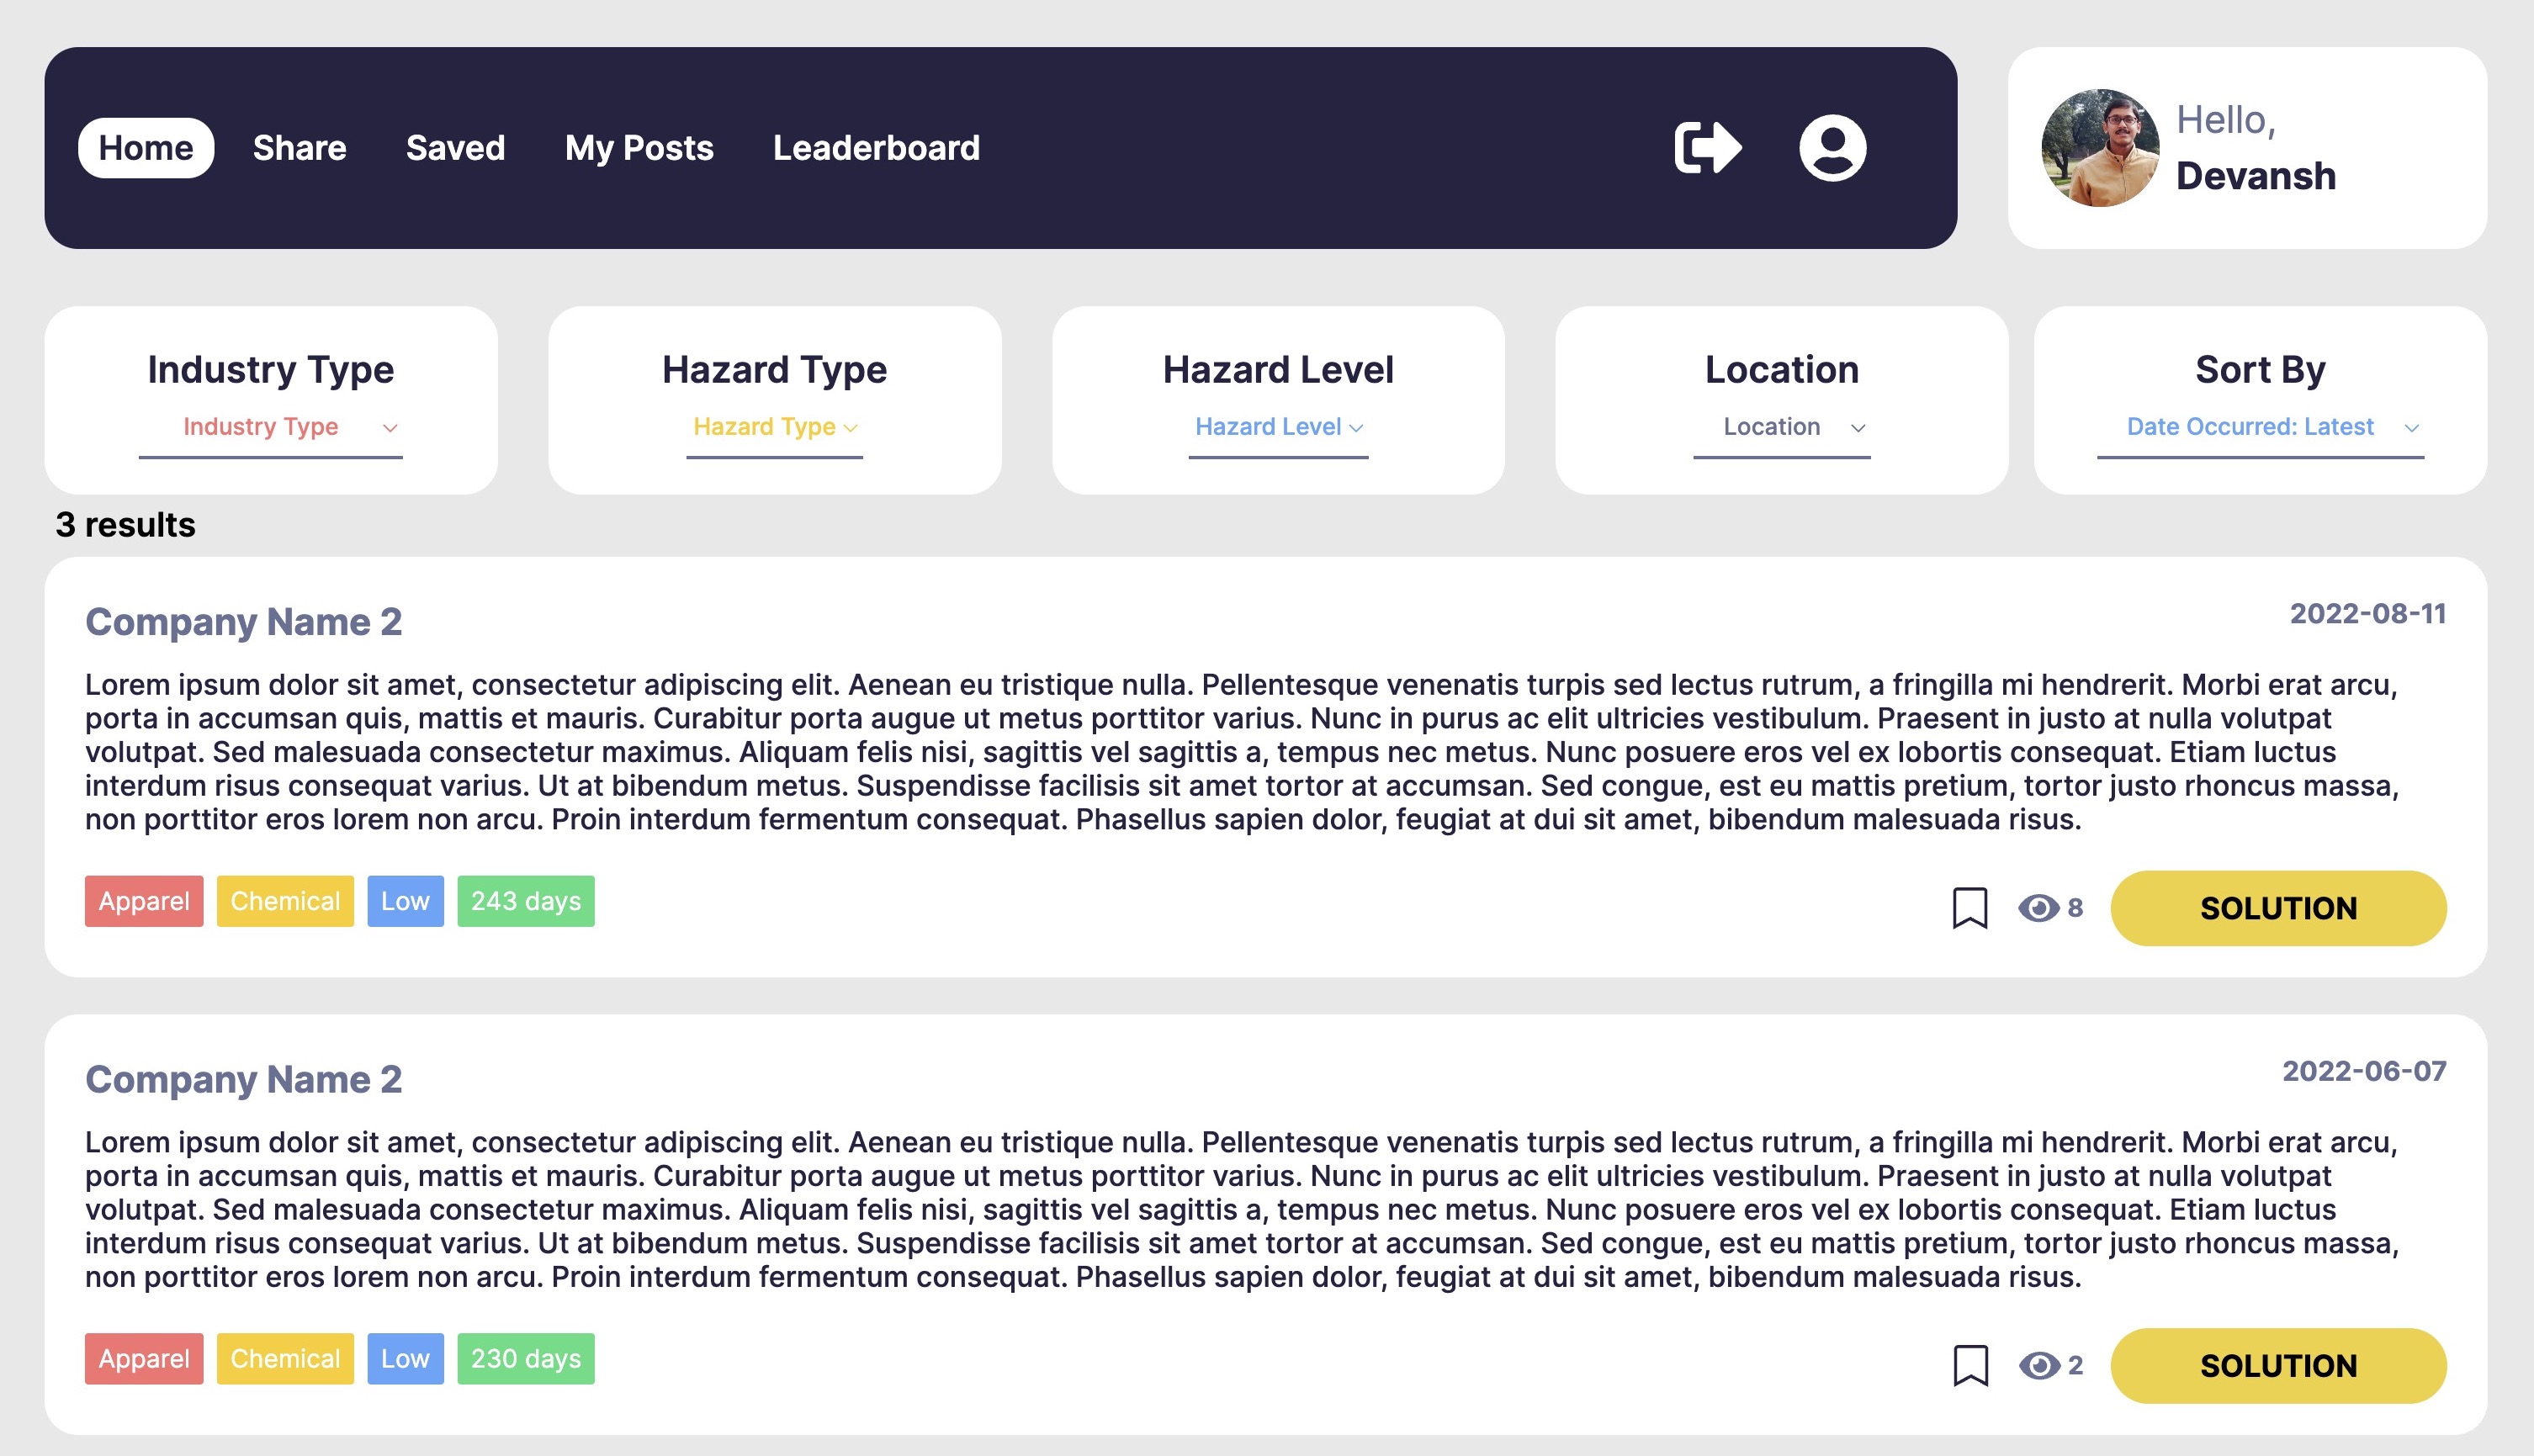 Home Share Saved My Posts Leaderboard
Hello,
Devansh
Industry Type
Industry Type
Hazard Type
Hazard Type
Hazard Level
Hazard Level
Location
Location
Sort By
Date Occurred: Latest
3 results
Company Name 2
2022-08-11
Lorem ipsum dolor sit amet, consectetur adipiscing elit. Aenean eu tristique nulla. Pellentesque venenatis turpis sed lectus rutrum, a fringilla mi hendrerit. Morbi erat arcu,
porta in accumsan quis, mattis et mauris. Curabitur porta augue ut metus porttitor varius. Nunc in purus ac elit ultricies vestibulum. Praesent in justo at nulla volutpat
volutpat. Sed malesuada consectetur maximus. Aliquam felis nisi, sagittis vel sagittis a, tempus nec metus. Nunc posuere eros vel ex lobortis consequat. Etiam luctus
interdum risus consequat varius. Ut at bibendum metus. Suspendisse facilisis sit amet tortor at accumsan. Sed congue, est eu mattis pretium, tortor justo rhoncus massa,
non porttitor eros lorem non arcu. Proin interdum fermentum consequat. Phasellus sapien dolor, feugiat at dui sit amet, bibendum malesuada risus.
Apparel Chemical Low 243 days
8 SOLUTION
Company Name 2
2022-06-07
Lorem ipsum dolor sit amet, consectetur adipiscing elit. Aenean eu tristique nulla. Pellentesque venenatis turpis sed lectus rutrum, a fringilla mi hendrerit. Morbi erat arcu,
porta in accumsan quis, mattis et mauris. Curabitur porta augue ut metus porttitor varius. Nunc in purus ac elit ultricies vestibulum. Praesent in justo at nulla volutpat
volutpat. Sed malesuada consectetur maximus. Aliquam felis nisi, sagittis vel sagittis a, tempus nec metus. Nunc posuere eros vel ex lobortis consequat. Etiam luctus
interdum risus consequat varius. Ut at bibendum metus. Suspendisse facilisis sit amet tortor at accumsan. Sed congue, est eu mattis pretium, tortor justo rhoncus massa,
non porttitor eros lorem non arcu. Proin interdum fermentum consequat. Phasellus sapien dolor, feugiat at dui sit amet, bibendum malesuada risus.
Apparel Chemical Low 230 days
2 SOLUTION